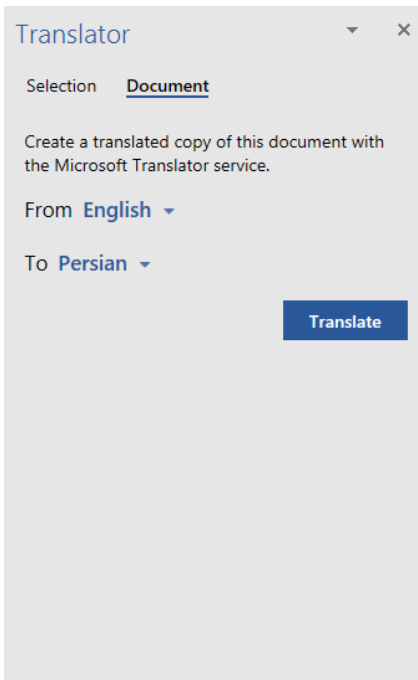 Translator
Selection Document
Create a translated copy of this document with
the Microsoft Translator service.
From English
To Persian
Translate